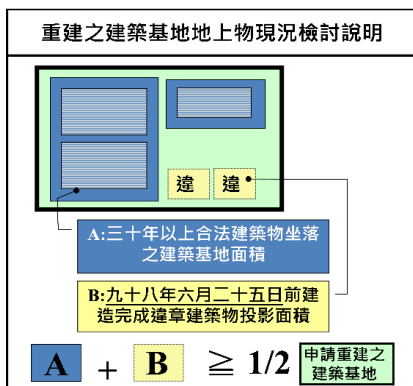 重建之建築基地地上物現況檢討說明
違 違
A:三十年以上合法建築物坐落
之建築基地面積
B:九十八年六月二十五日前建
造完成違章建築物投影面積
A + B ≧ 1/2 申請重建之
建築基地